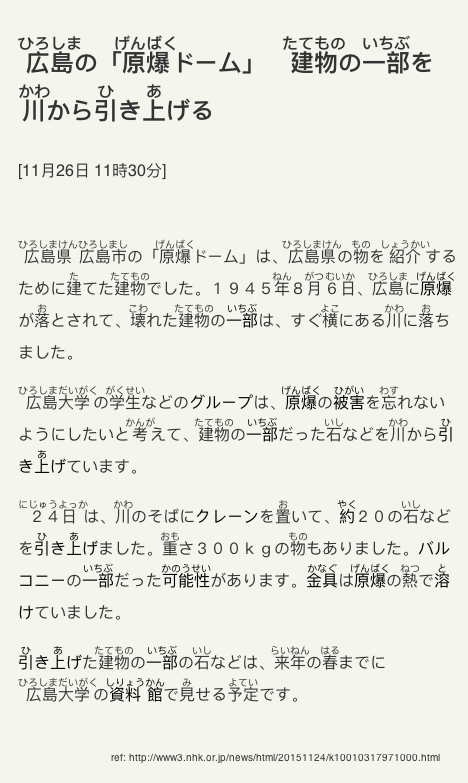 広島の「原爆ドーム」　建物の一部を
川から引き上げる
[11月26日 11時30分]
広島県広島市の「原爆ドーム」は、広島県の物を紹介する
ために建てた建物でした。１９４５年８月６日、広島に原爆
が落とされて、壊れた建物の一部は、すぐ横にある川に落ち
ました。
広島大学の学生などのグループは、原爆の被害を忘れない
ようにしたいと考えて、建物の一部だった石などを川から引
き上げています。
２４日は、川のそばにクレーンを置いて、約２０の石など
を引き上げました。重さ３００ｋｇの物もありました。バル
コニーの一部だった可能性があります。金具は原爆の熱で溶
けていました。
引き上げた建物の一部の石などは、来年の春までに
広島大学の資料館で見せる予定です。
ref: http://www3.nhk.or.jp/news/html/20151124/k10010317971000.html